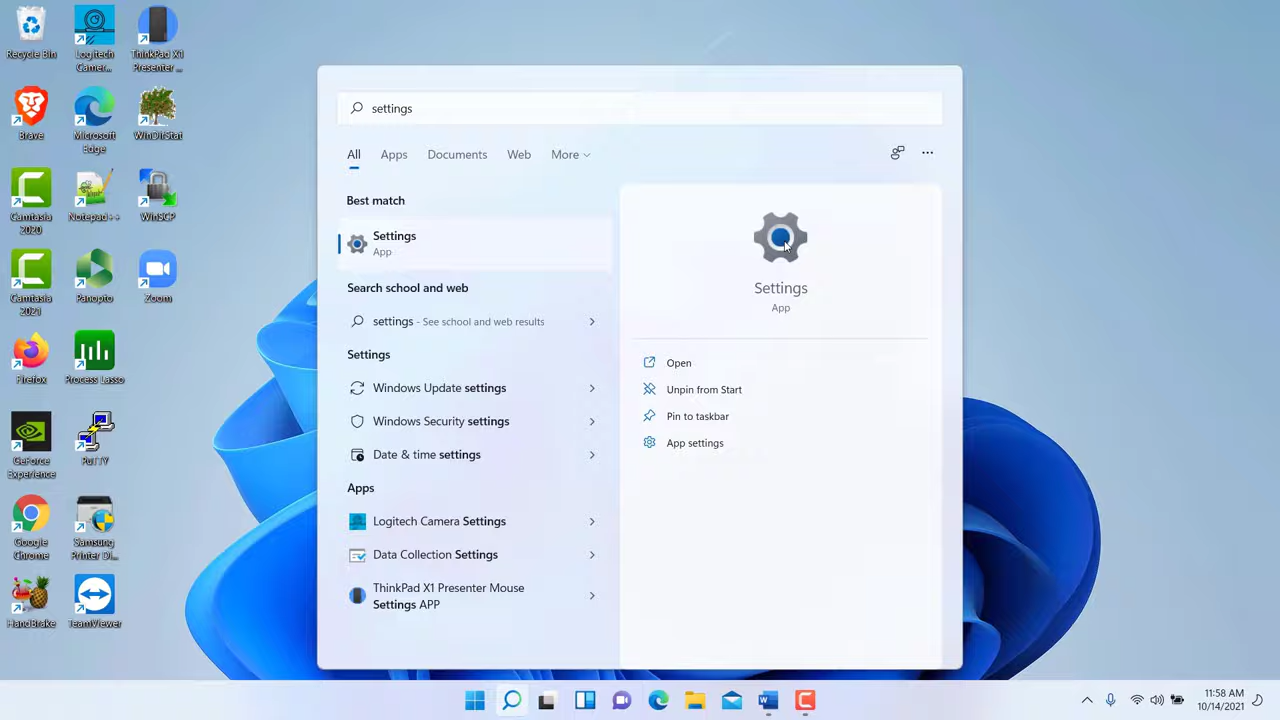 Recycle Bin
Logitech
Camer...
ThinkPad X1
Presenter ...
Brave
Microsoft
Edge
WinDirStat
Camtasia
2020
Notepad++
WinSCP
Camtasia
2021
Panopto
Zoom
Firefox
Process Lasso
GeForce
Experience
PuTTY
Google
Chrome
Samsung
Printer Di...
HandBrake
TeamViewer
settings
All
Apps
Documents
Web
More
Best match
Settings
App
Search school and web
settings - See school and web results
Settings
Windows Update settings
Windows Security settings
Date & time settings
Apps
Logitech Camera Settings
Data Collection Settings
ThinkPad X1 Presenter Mouse
Settings APP
Settings
App
Open
Unpin from Start
Pin to taskbar
App settings
11:58 AM
10/14/2021